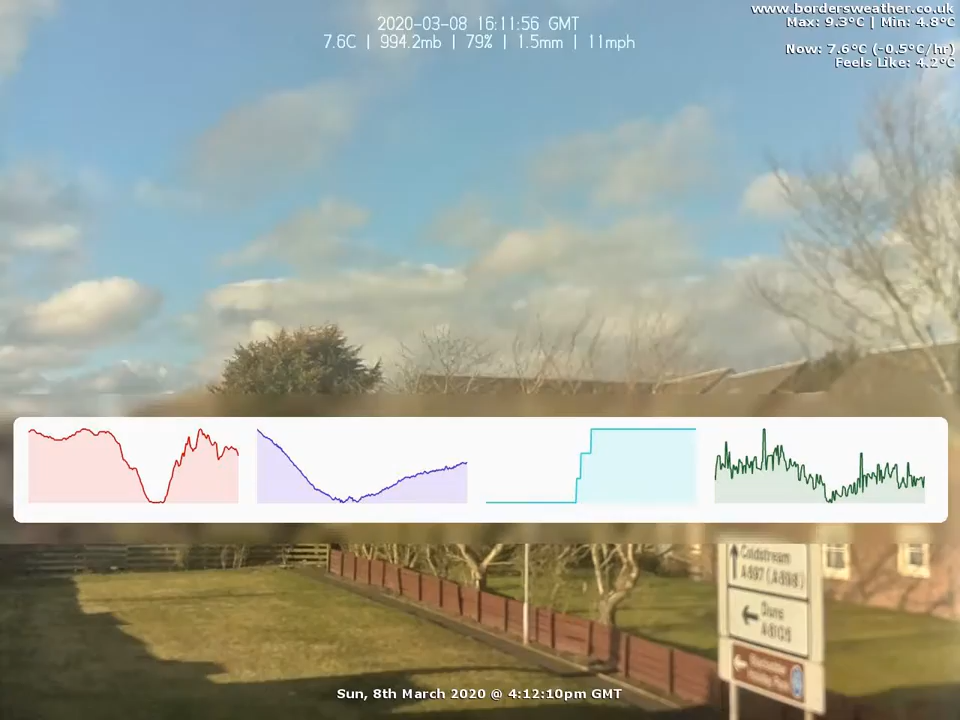 www.bordersweather.co.uk
2020-03-08 16:11:56 GMT
Max: 9.3°C | Min: 4.8°C
7.6C | 994.2mb | 79% | 1.5mm | 11mph
Now: 7.6°C (-0.5°C/hr)
Feels Like: 4.2°C
Coldstream
A697 (A698)
Duns
A6105
Sun, 8th March 2020 @ 4:12:10pm GMT